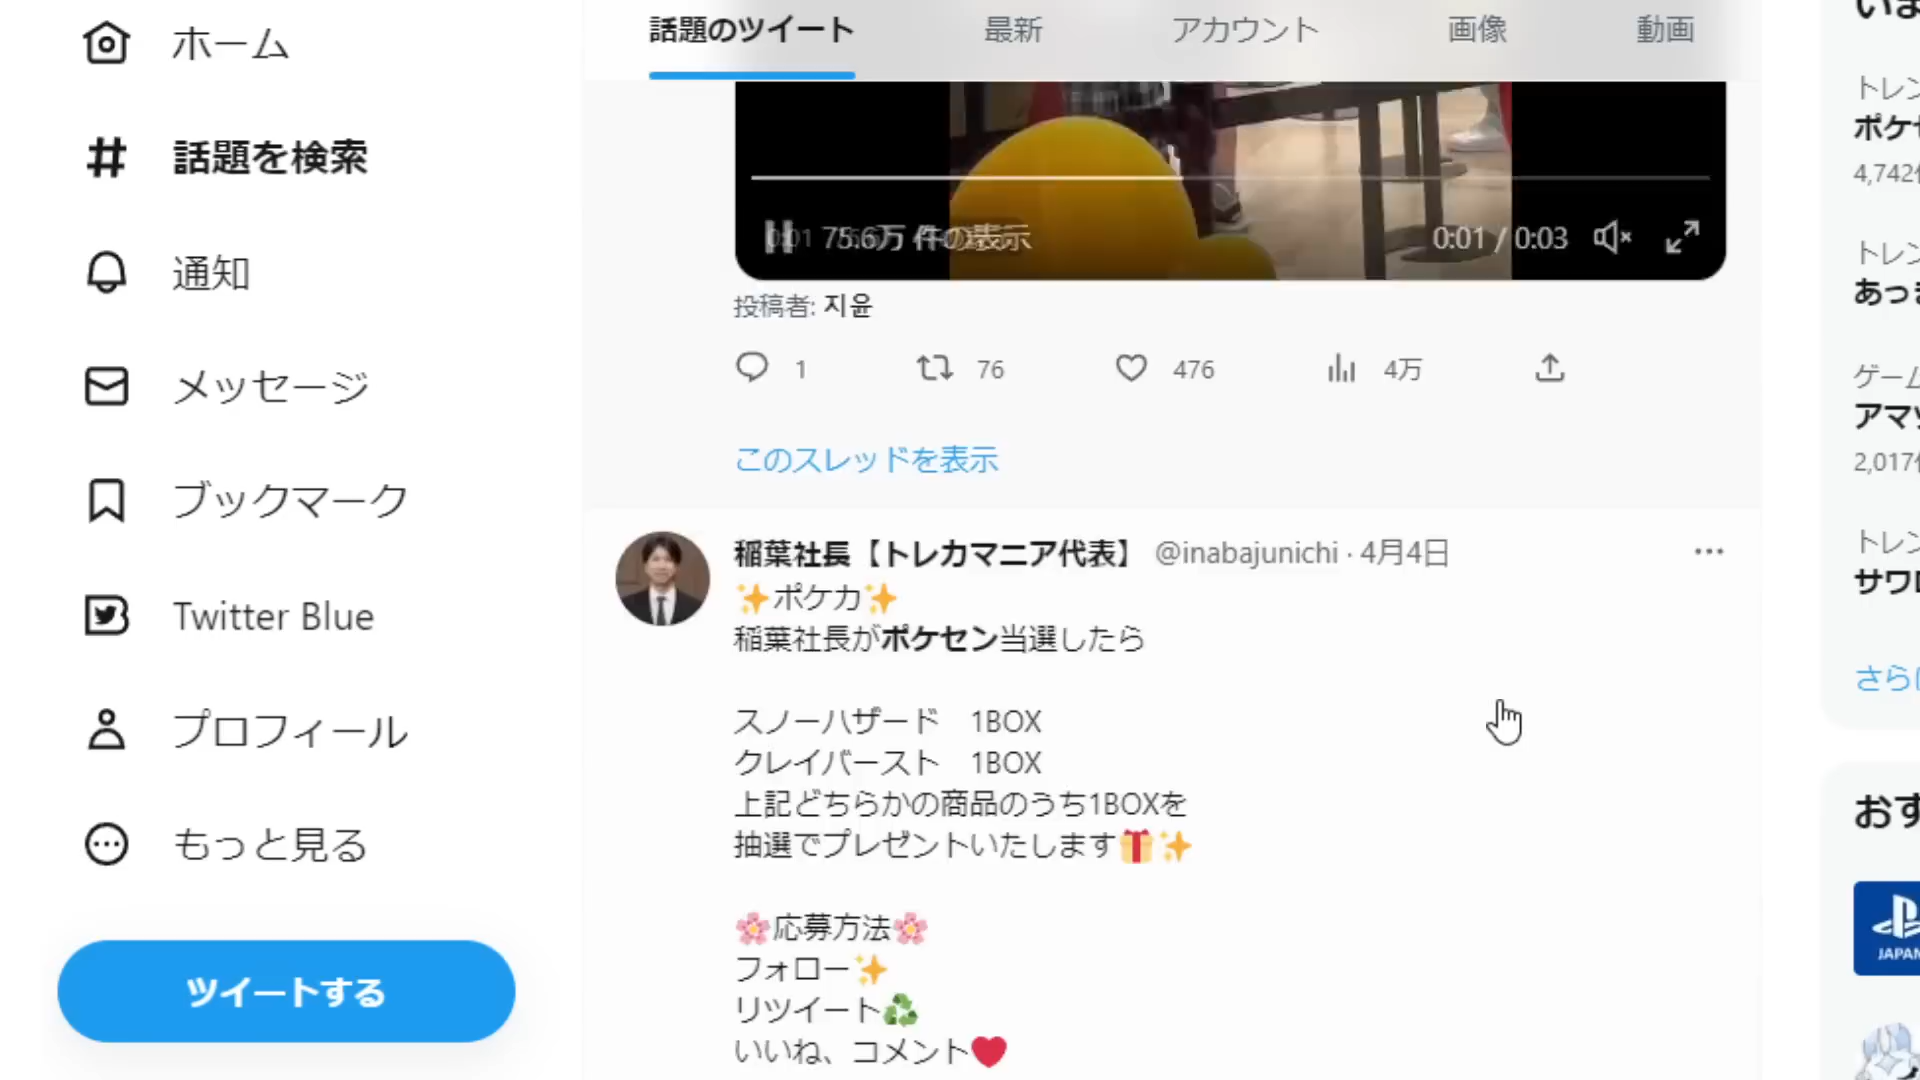 ホーム
話題を検索
通知
メッセージ
ブックマーク
Twitter Blue
プロフィール
もっと見る
ツイートする
話題のツイート 最新 アカウント 画像 動画
75.6万 件の表示 0:01 / 0:03
投稿者: 지윤
1 76 476 4万
このスレッドを表示
稲葉社長【トレカマニア代表】 @inabajunichi · 4月4日
✨ポケカ✨
稲葉社長がポケセン当選したら
スノーハザード　1BOX
クレイバースト　1BOX
上記どちらかの商品のうち1BOXを
抽選でプレゼントいたします🎁✨
🌸応募方法🌸
フォロー✨
リツイート♻️
いいね、コメント❤️
トレン
ポケセ
4,742
トレン
あっ
ゲーム
アマ
2,017
トレン
サワ
さら
おす
JAPAN